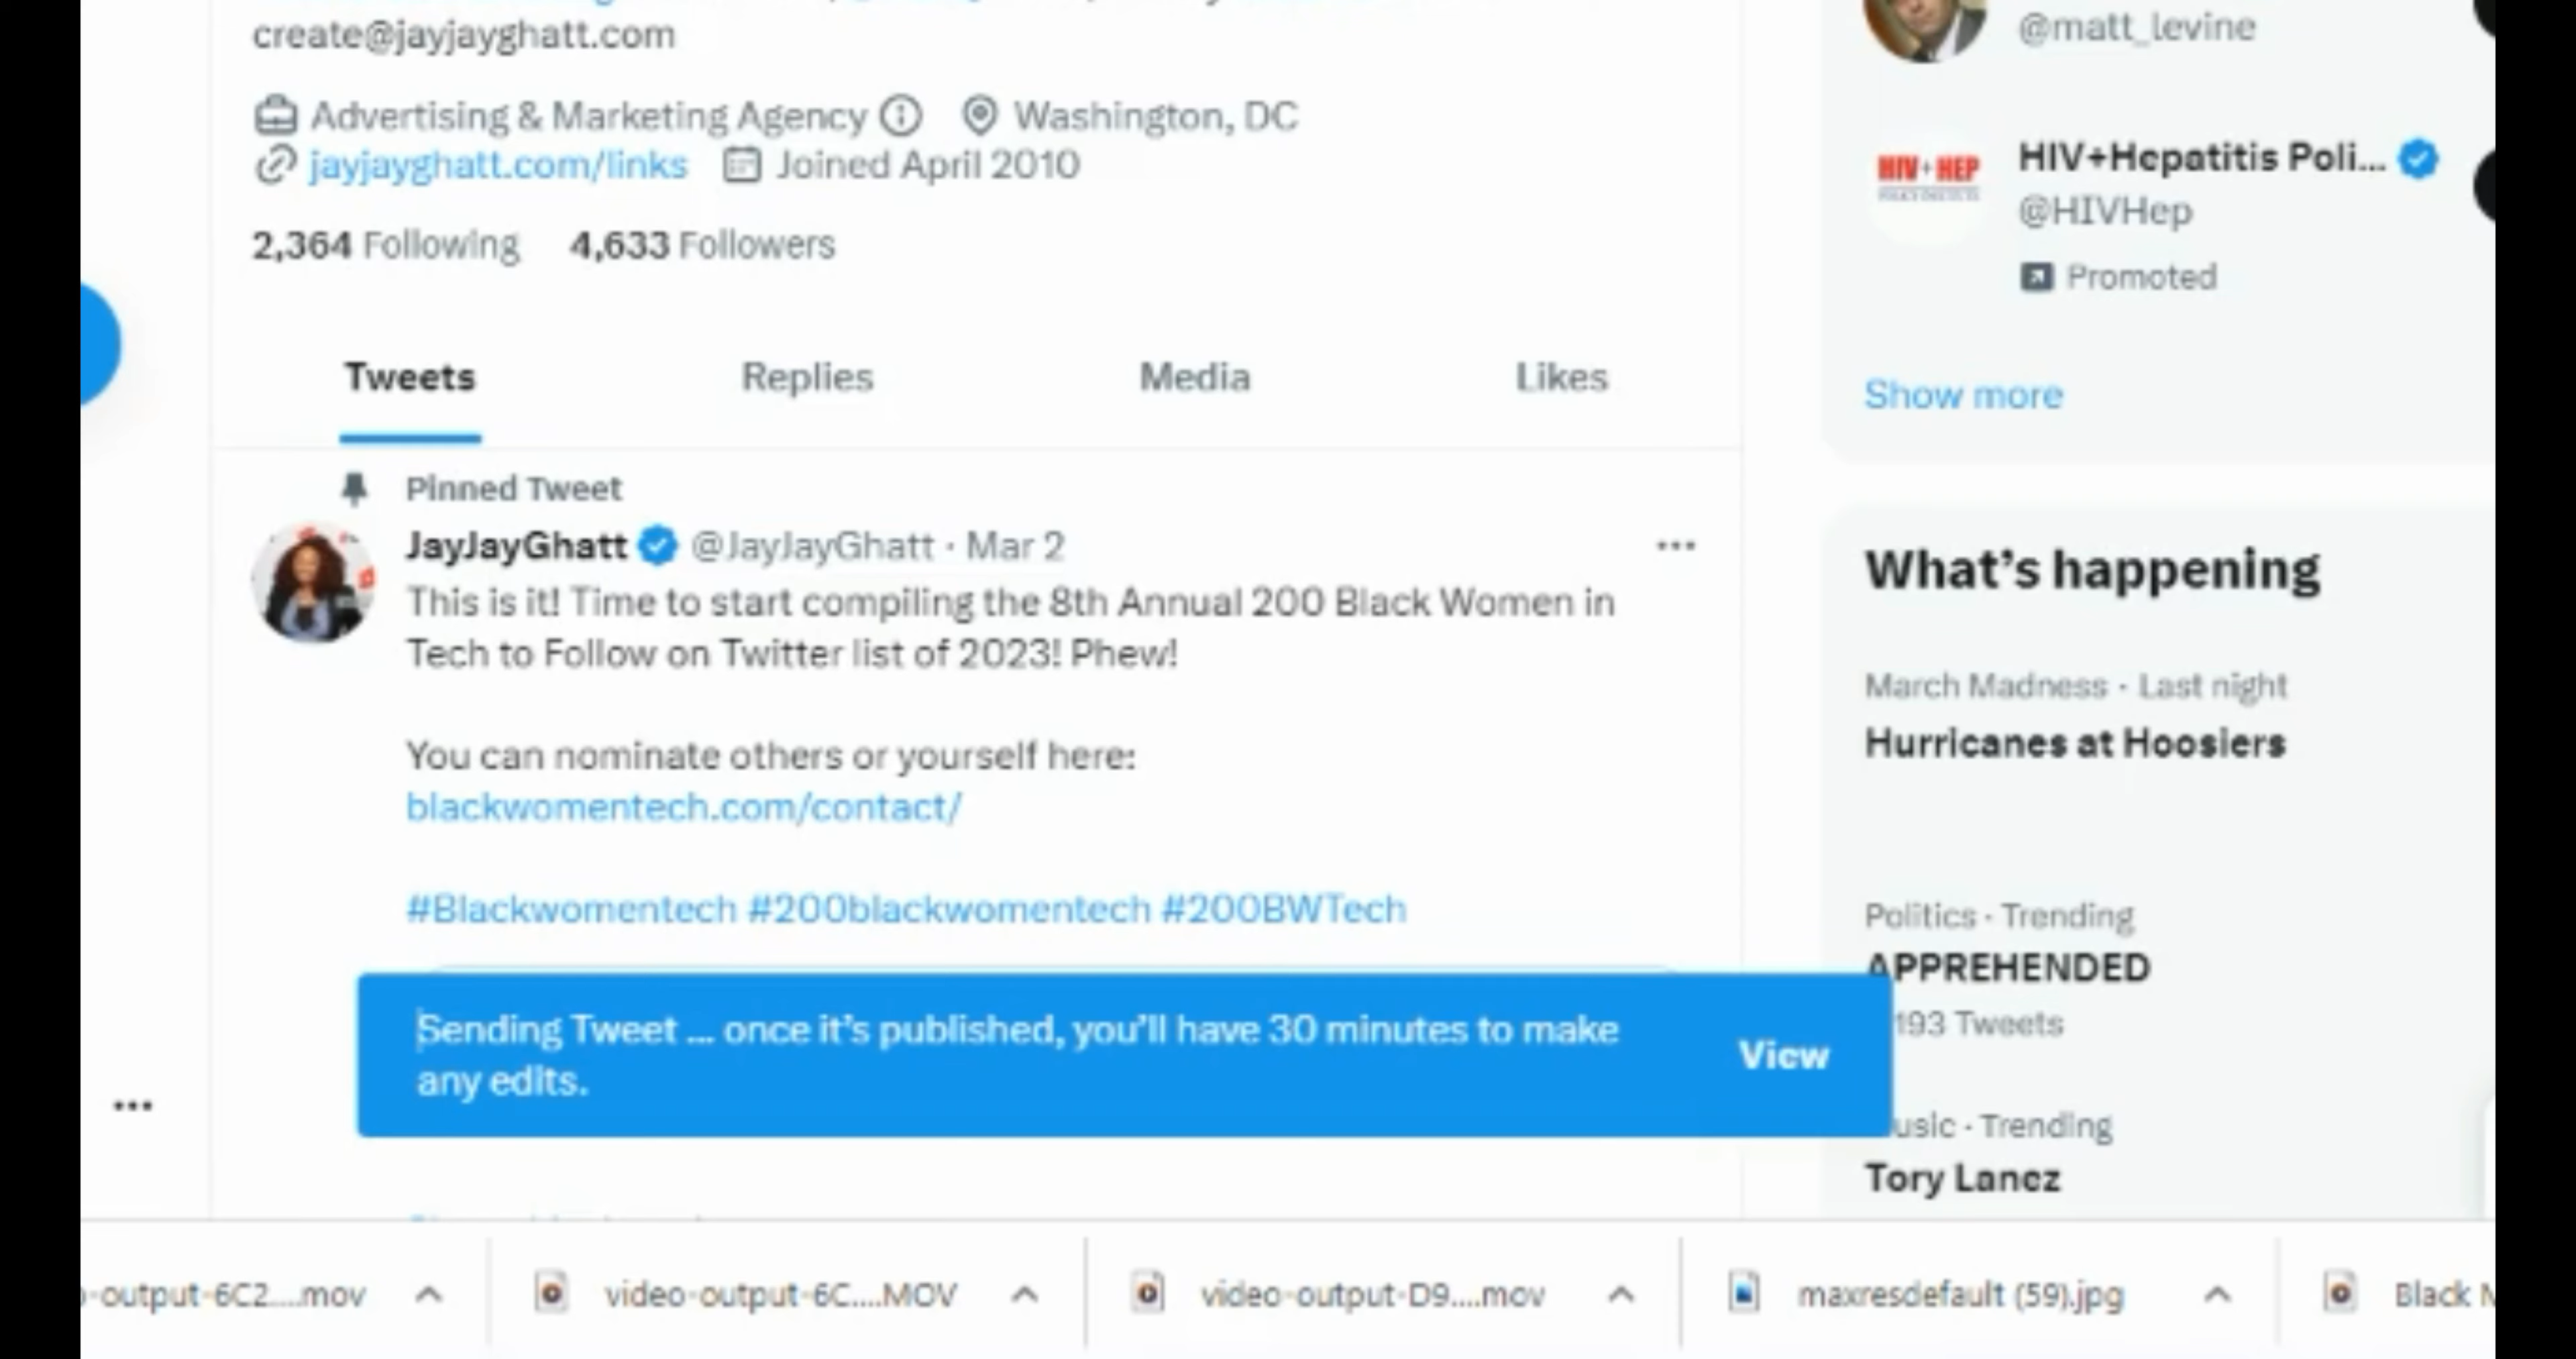 create@jayjayghatt.com
Advertising & Marketing Agency Washington, DC
jayjayghatt.com/links Joined April 2010
2,364 Following 4,633 Followers
Tweets Replies Media Likes
Pinned Tweet
JayJayGhatt @JayJayGhatt · Mar 2
This is it! Time to start compiling the 8th Annual 200 Black Women in
Tech to Follow on Twitter list of 2023! Phew!
You can nominate others or yourself here:
blackwomentech.com/contact/
#Blackwomentech #200blackwomentech #200BWTech
Sending Tweet ... once it's published, you'll have 30 minutes to make
any edits.
View
@matt_levine
HIV+HEP
HIV+Hepatitis Poli...
@HIVHep
Promoted
Show more
What's happening
March Madness · Last night
Hurricanes at Hoosiers
Politics · Trending
APPREHENDED
193 Tweets
usic · Trending
Tory Lanez
-output-6C2....mov video-output-6C....MOV video-output-D9....mov maxresdefault (59).jpg Black